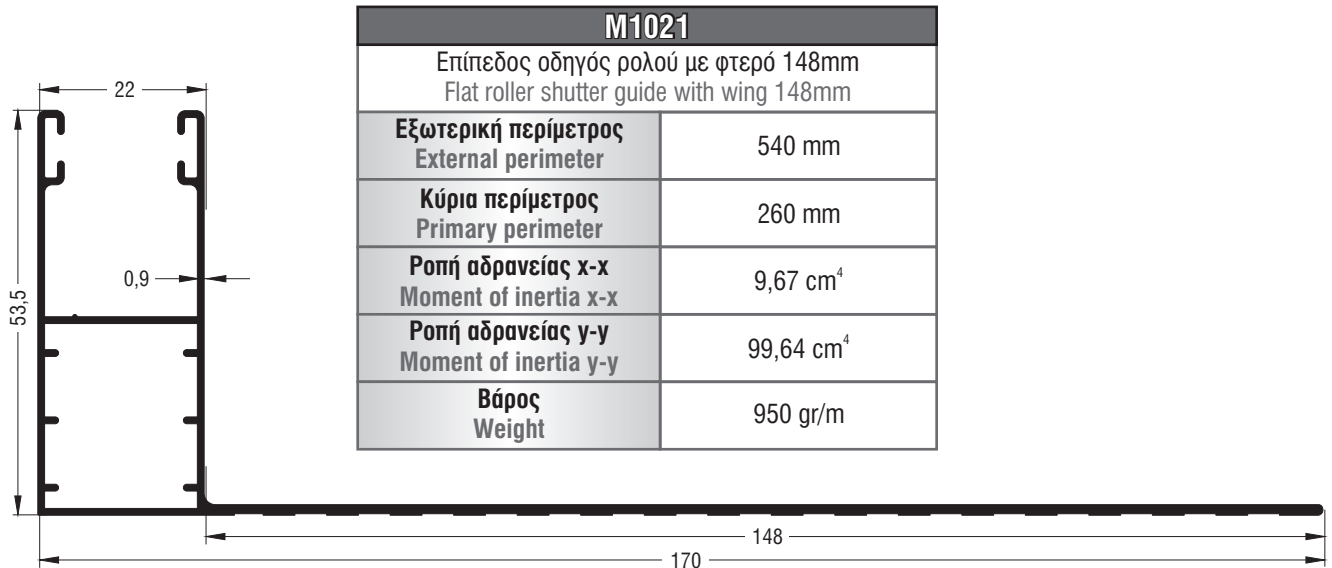 M1021
Επίπεδος οδηγός ρολού με φτερό 148mm
Flat roller shutter guide with wing 148mm
Εξωτερική περίμετρος
External perimeter
540 mm
Κύρια περίμετρος
Primary perimeter
260 mm
Ροπή αδρανείας x-x
Moment of inertia x-x
9,67 cm⁴
Ροπή αδρανείας y-y
Moment of inertia y-y
99,64 cm⁴
Βάρος
Weight
950 gr/m
22
53,5
0,9
148
170